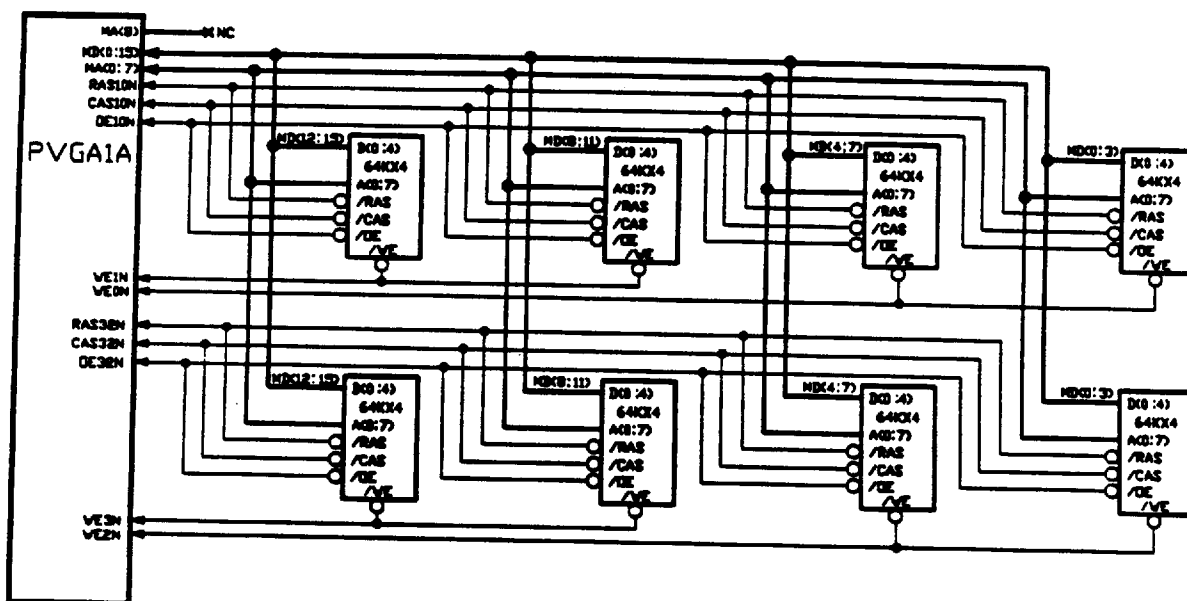 MA(8)
NC
MD(0:15)
MA(0:7)
RAS10N
CAS10N
OE10N
PVGA1A
MD(12:15)
D(0:4)
64KX4
A(0:7)
/RAS
/CAS
/OE
/WE
MD(8:11)
D(0:4)
64KX4
A(0:7)
/RAS
/CAS
/OE
/WE
MD(4:7)
D(0:4)
64KX4
A(0:7)
/RAS
/CAS
/OE
/WE
MD(0:3)
D(0:4)
64KX4
A(0:7)
/RAS
/CAS
/OE
/WE
WE1N
WE0N
RAS32N
CAS32N
OE32N
MD(12:15)
D(0:4)
64KX4
A(0:7)
/RAS
/CAS
/OE
/WE
MD(8:11)
D(0:4)
64KX4
A(0:7)
/RAS
/CAS
/OE
/WE
MD(4:7)
D(0:4)
64KX4
A(0:7)
/RAS
/CAS
/OE
/WE
MD(0:3)
D(0:4)
64KX4
A(0:7)
/RAS
/CAS
/OE
/WE
WE3N
WE2N